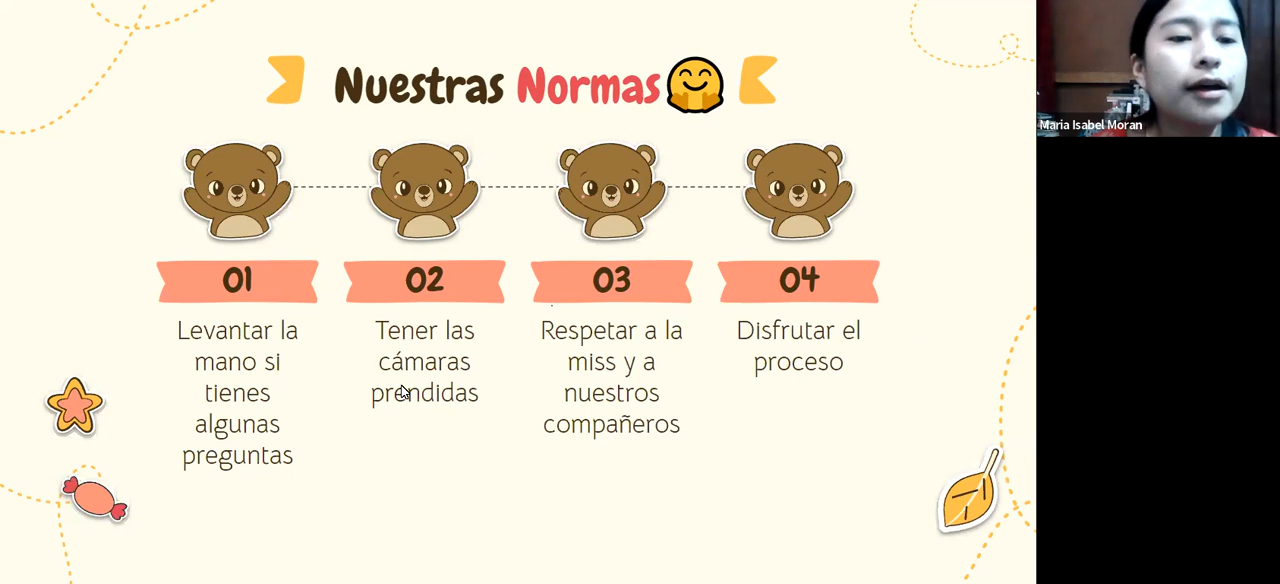 Nuestras Normas
Maria Isabel Moran
01
Levantar la
mano si
tienes
algunas
preguntas
02
Tener las
cámaras
prendidas
03
Respetar a la
miss y a
nuestros
compañeros
04
Disfrutar el
proceso